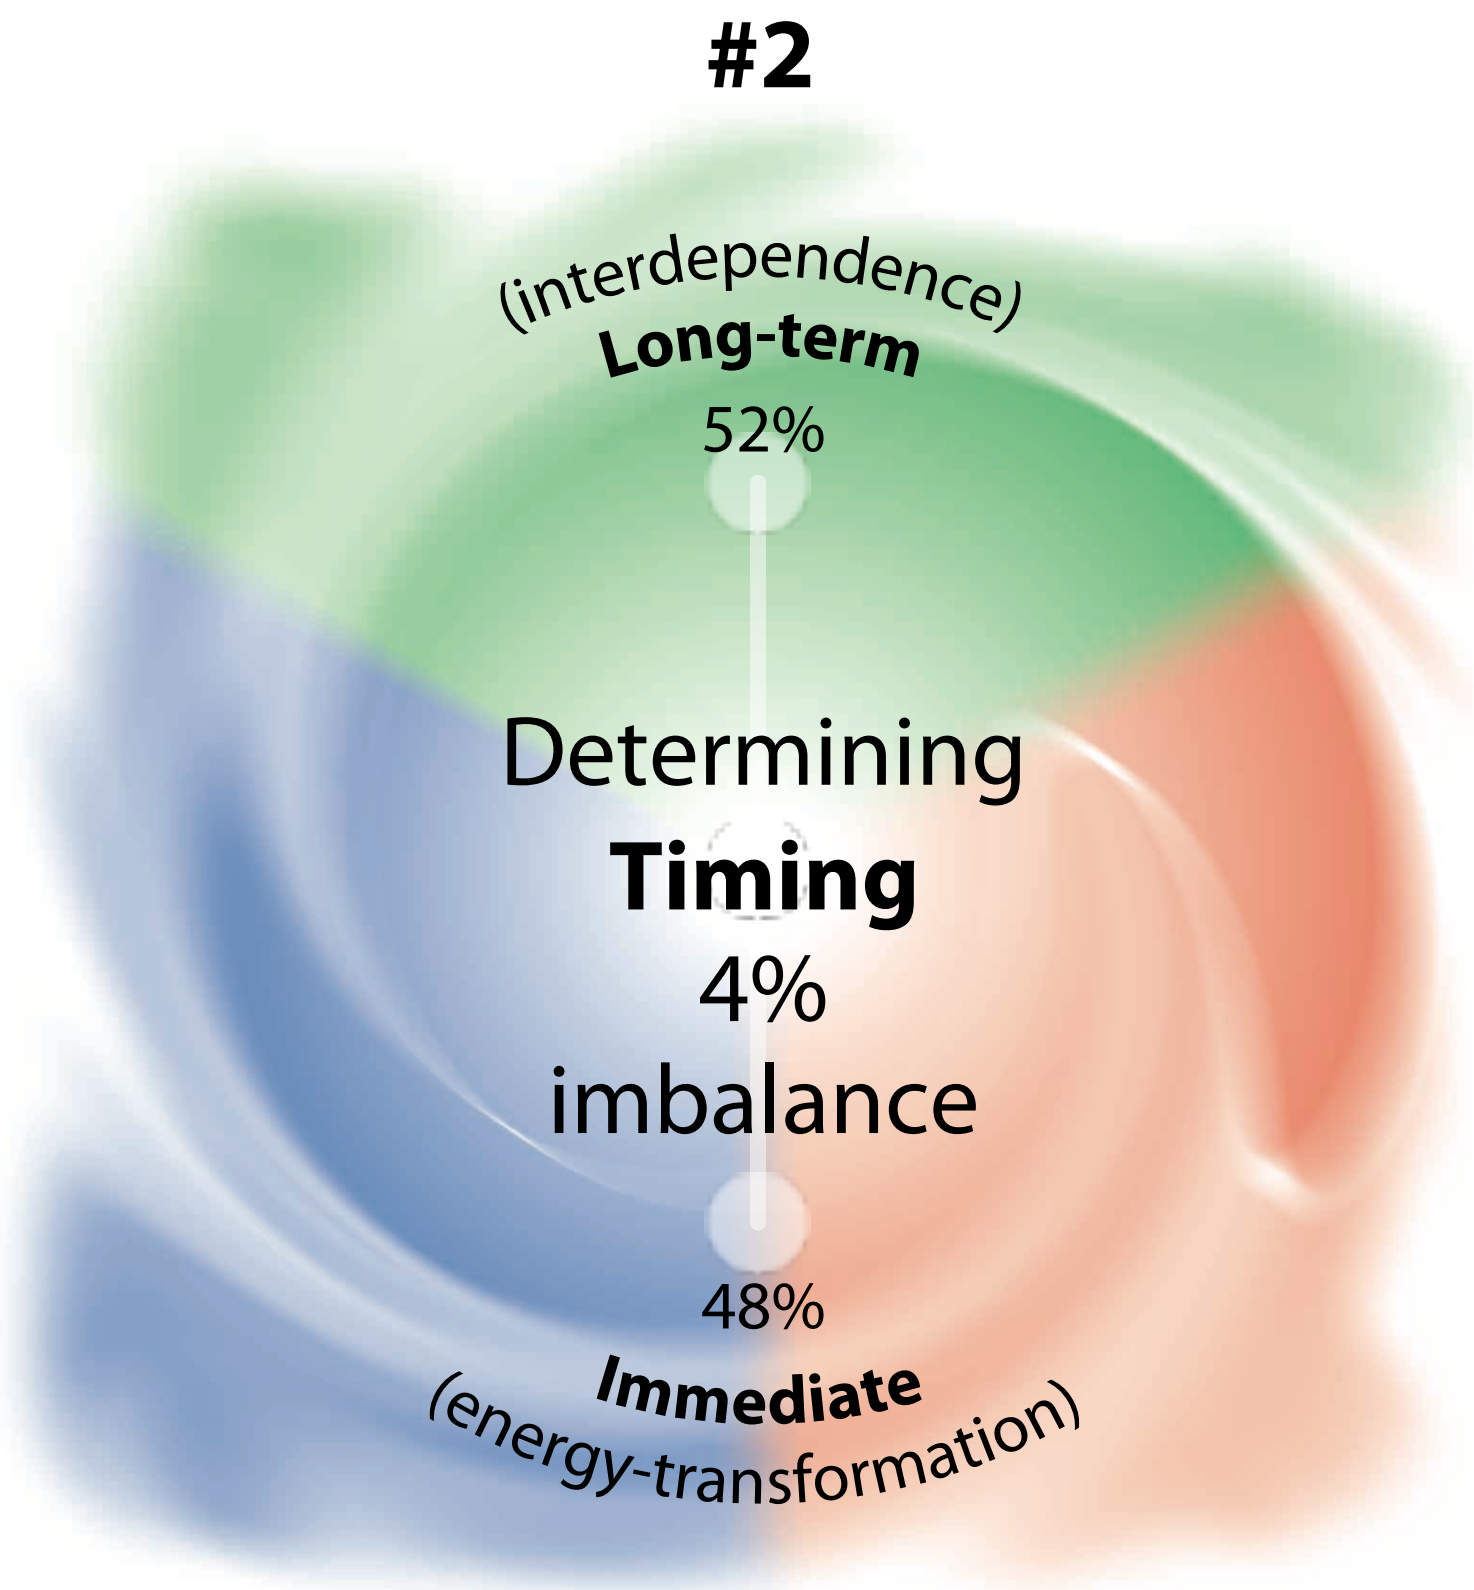 #2
(interdependence)
Long-term
52%
Determining
Timing
4%
imbalance
48%
Immediate
(energy-transformation)